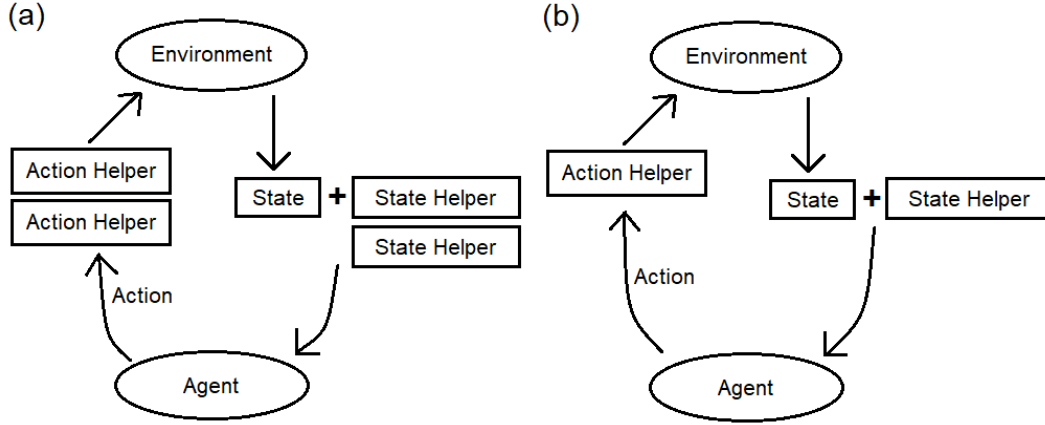 (a)
Environment
Action Helper
Action Helper
State + State Helper
State Helper
Action
Agent
(b)
Environment
Action Helper
State + State Helper
Action
Agent